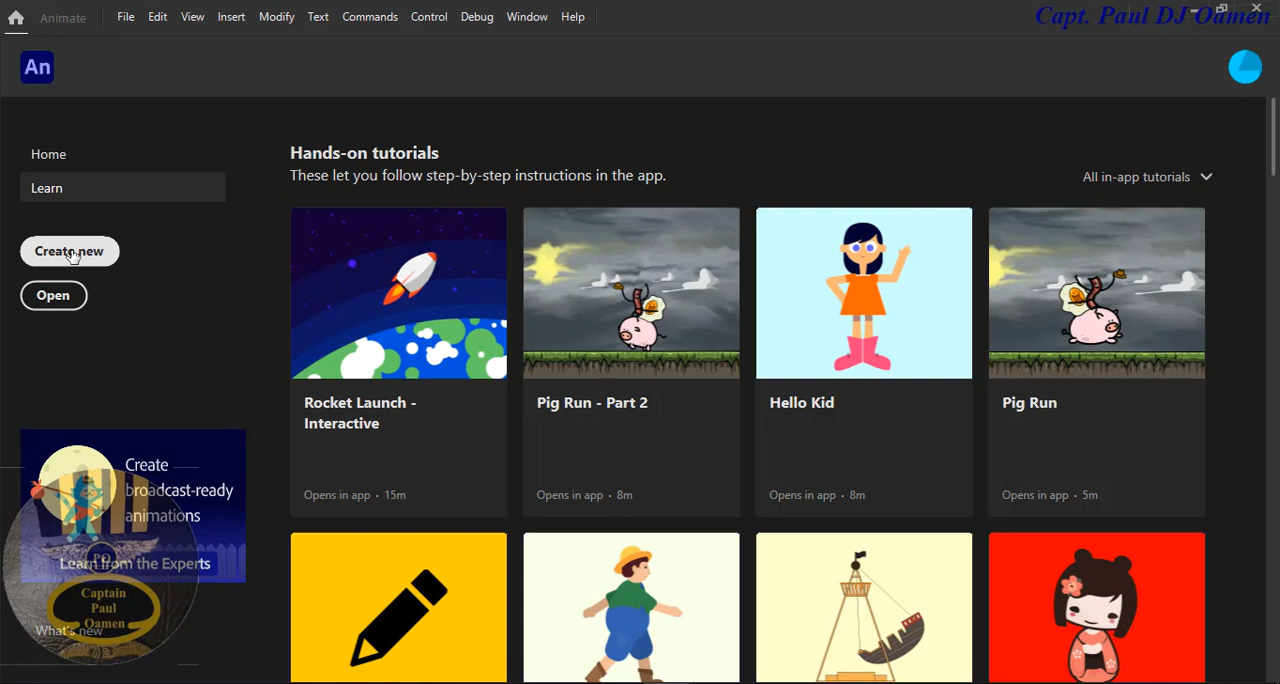 Animate
File Edit View Insert Modify Text Commands Control Debug Window Help
Capt. Paul DJ Oamen
An
Home
Learn
Create new
Open
Hands-on tutorials
These let you follow step-by-step instructions in the app.
All in-app tutorials
Rocket Launch -
Interactive
Opens in app • 15m
Pig Run - Part 2
Opens in app • 8m
Hello Kid
Opens in app • 8m
Pig Run
Opens in app • 5m
Create
broadcast-ready
animations
Learn from the Experts
PO
Captain
Paul
Oamen
What's new